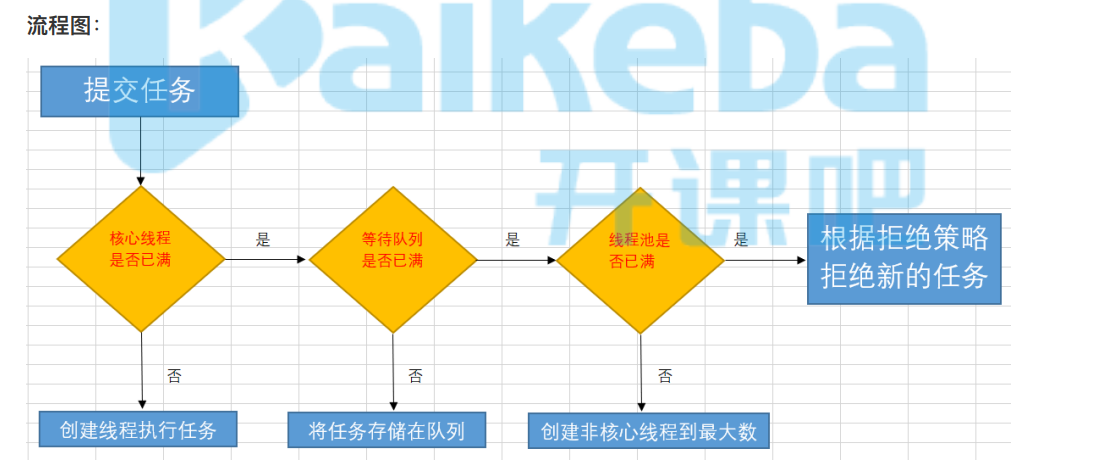 流程图:
Kaikeba
开课吧
提交任务
核心线程
是否已满
是
等待队列
是否已满
是
线程池是
否已满
是
根据拒绝策略
拒绝新的任务
否
否
否
创建线程执行任务
将任务存储在队列
创建非核心线程到最大数